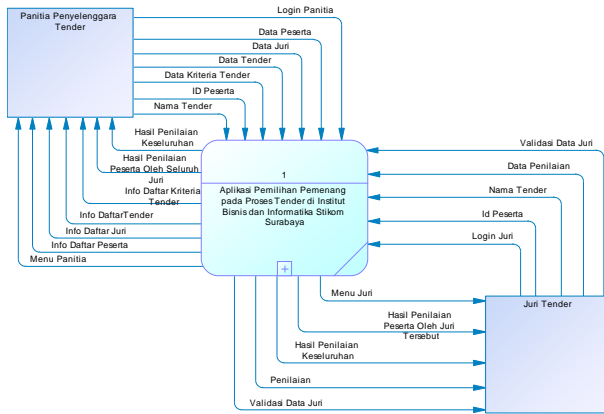 Panitia Penyelenggara
Tender
Login Panitia
Data Peserta
Data Juri
Data Tender
Data Kriteria Tender
ID Peserta
Nama Tender
Hasil Penilaian
Keseluruhan
Hasil Penilaian
Peserta Oleh Seluruh
Juri
Info Daftar Kriteria
Tender
Info DaftarTender
Info Daftar Juri
Info Daftar Peserta
Menu Panitia
1
Aplikasi Pemilihan Pemenang
pada Proses Tender di Institut
Bisnis dan Informatika Stikom
Surabaya
Validasi Data Juri
Data Penilaian
Nama Tender
Id Peserta
Login Juri
Menu Juri
Hasil Penilaian
Peserta Oleh Juri
Tersebut
Hasil Penilaian
Keseluruhan
Penilaian
Validasi Data Juri
Juri Tender